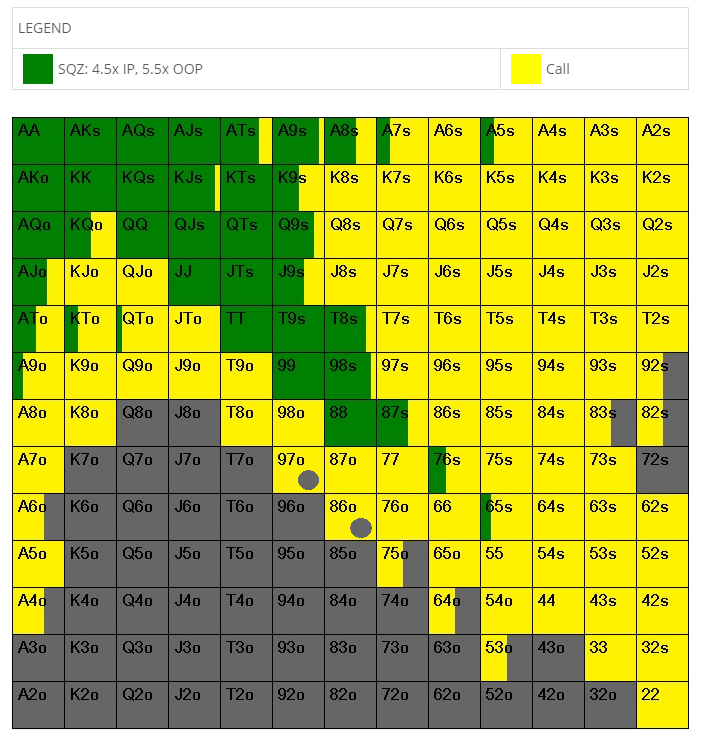 LEGEND
SQZ: 4.5x IP, 5.5x OOP Call
AA AKs AQs AJs ATs A9s A8s A7s A6s A5s A4s A3s A2s
AKo KK KQs KJs KTs K9s K8s K7s K6s K5s K4s K3s K2s
AQo KQo QQ QJs QTs Q9s Q8s Q7s Q6s Q5s Q4s Q3s Q2s
AJo KJo QJo JJ JTs J9s J8s J7s J6s J5s J4s J3s J2s
ATo KTo QTo JTo TT T9s T8s T7s T6s T5s T4s T3s T2s
A9o K9o Q9o J9o T9o 99 98s 97s 96s 95s 94s 93s 92s
A8o K8o Q8o J8o T8o 98o 88 87s 86s 85s 84s 83s 82s
A7o K7o Q7o J7o T7o 97o 87o 77 76s 75s 74s 73s 72s
A6o K6o Q6o J6o T6o 96o 86o 76o 66 65s 64s 63s 62s
A5o K5o Q5o J5o T5o 95o 85o 75o 65o 55 54s 53s 52s
A4o K4o Q4o J4o T4o 94o 84o 74o 64o 54o 44 43s 42s
A3o K3o Q3o J3o T3o 93o 83o 73o 63o 53o 43o 33 32s
A2o K2o Q2o J2o T2o 92o 82o 72o 62o 52o 42o 32o 22